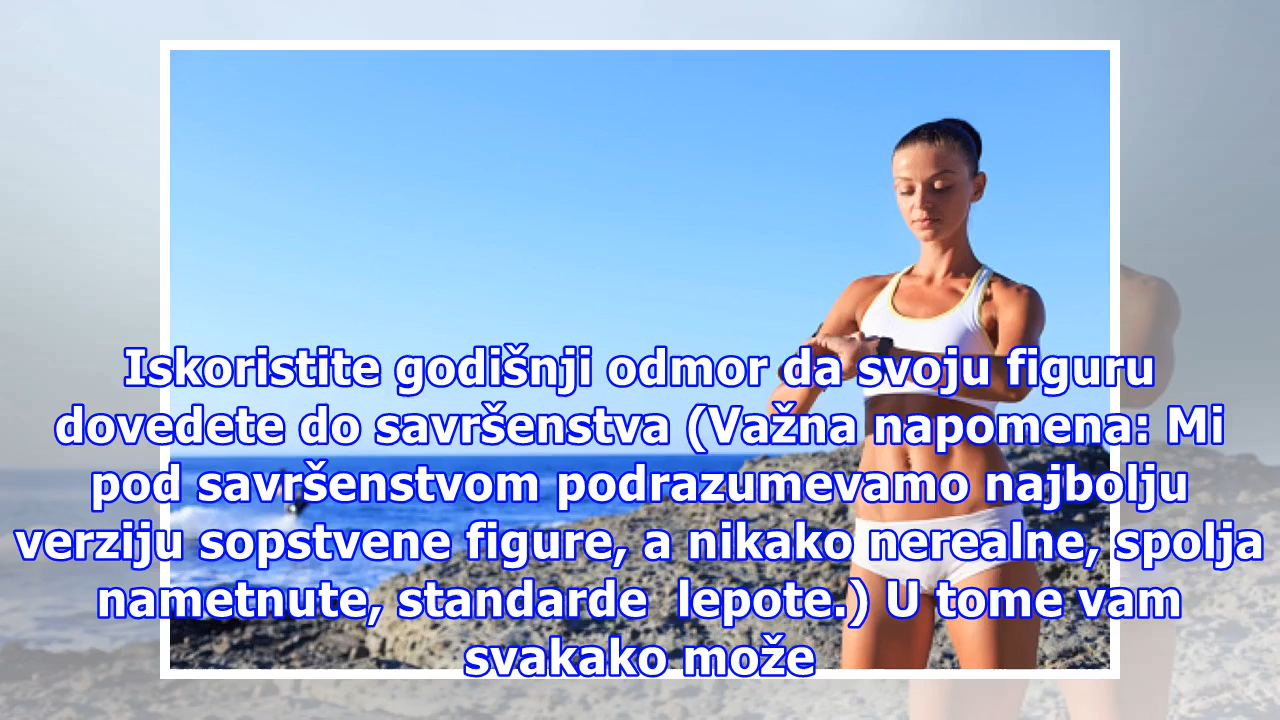 Iskoristite godišnji odmor da svoju figuru
dovedete do savršenstva (Važna napomena: Mi
pod savršenstvom podrazumevamo najbolju
verziju sopstvene figure, a nikako nerealne, spolja
nametnute, standarde  lepote.) U tome vam
svakako može